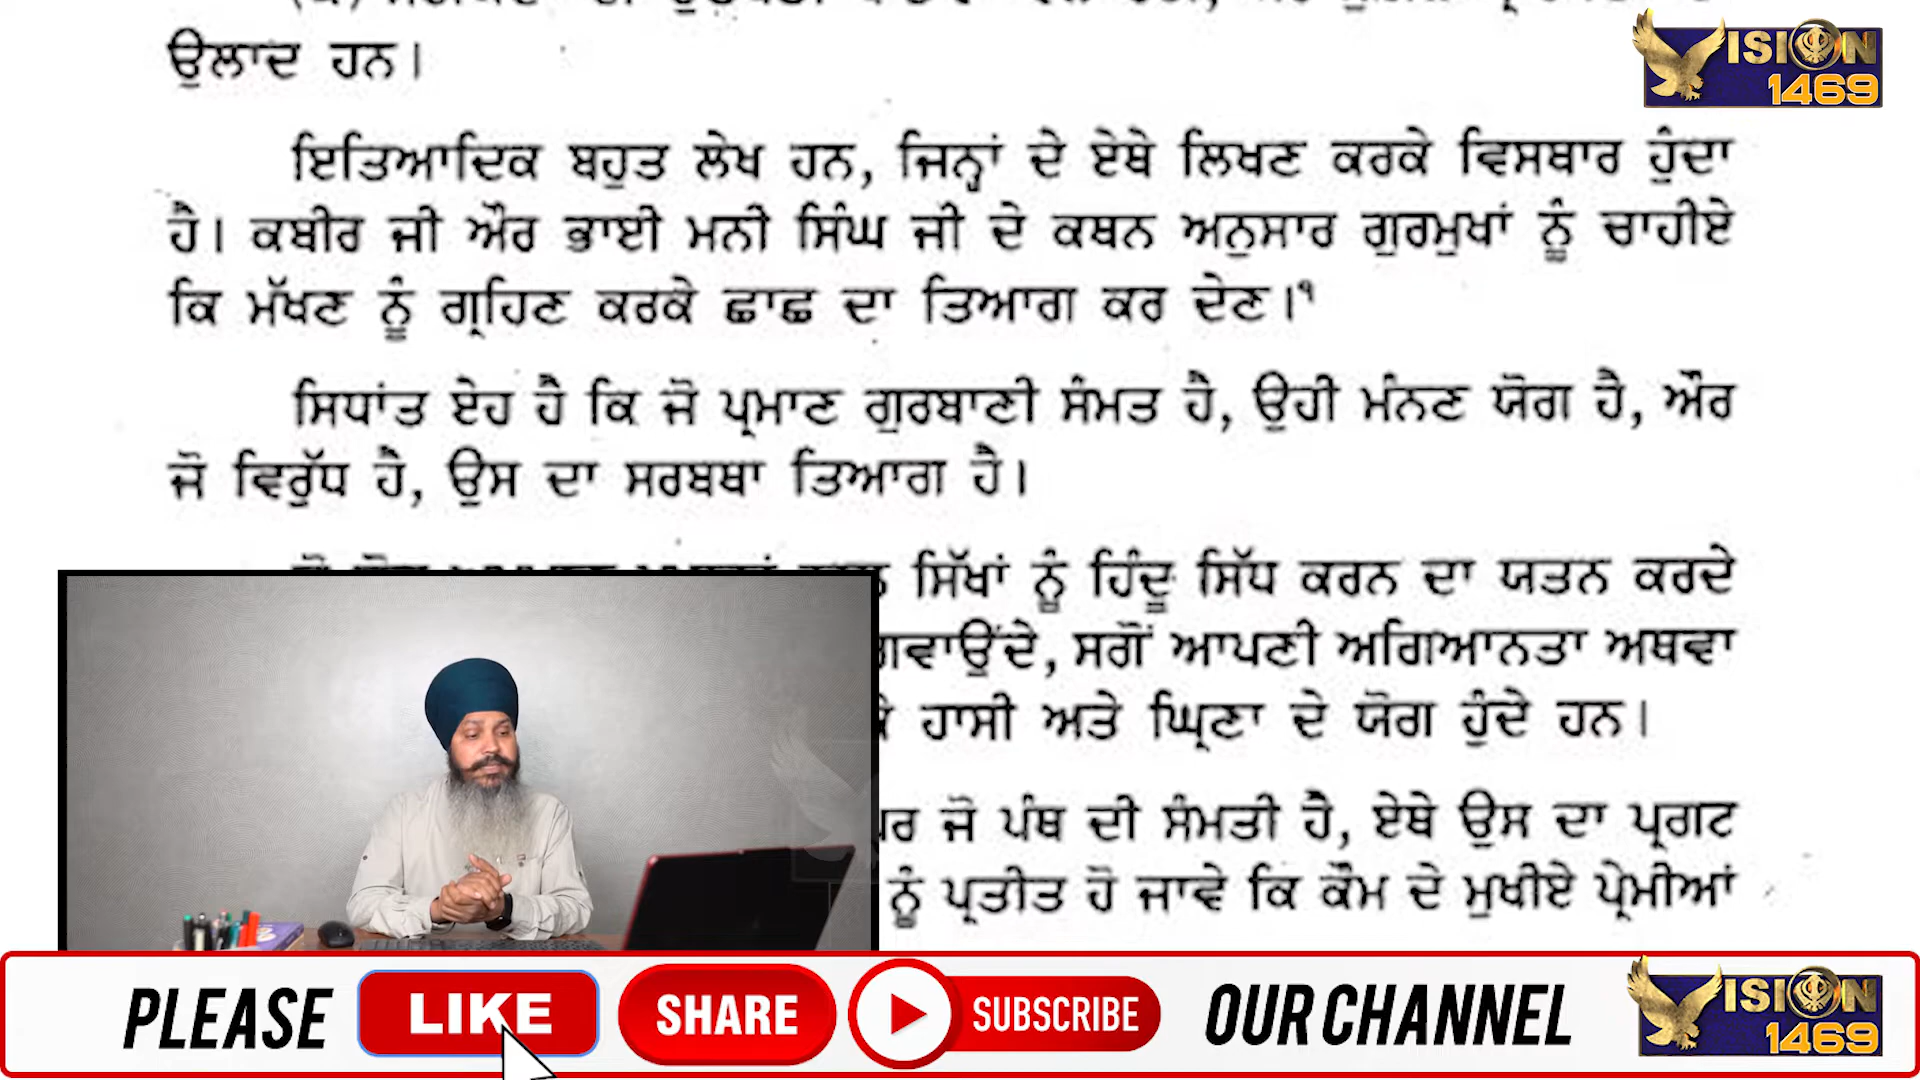 ਉਲਾਦ ਹਨ।
VISION
1469
ਇਤਿਆਦਿਕ ਬਹੁਤ ਲੇਖ ਹਨ, ਜਿਨ੍ਹਾਂ ਦੇ ਏਥੇ ਲਿਖਣ ਕਰਕੇ ਵਿਸਥਾਰ ਹੁੰਦਾ
ਹੈ। ਕਬੀਰ ਜੀ ਔਰ ਭਾਈ ਮਨੀ ਸਿੰਘ ਜੀ ਦੇ ਕਥਨ ਅਨੁਸਾਰ ਗੁਰਮੁਖਾਂ ਨੂੰ ਚਾਹੀਏ
ਕਿ ਮੱਖਣ ਨੂੰ ਗ੍ਰਹਿਣ ਕਰਕੇ ਛਾਛ ਦਾ ਤਿਆਗ ਕਰ ਦੇਣ।੧
ਸਿਧਾਂਤ ਏਹ ਹੈ ਕਿ ਜੋ ਪ੍ਰਮਾਣ ਗੁਰਬਾਣੀ ਸੰਮਤ ਹੈ, ਉਹੀ ਮੰਨਣ ਯੋਗ ਹੈ, ਔਰ
ਜੋ ਵਿਰੁੱਧ ਹੈ, ਉਸ ਦਾ ਸਰਬਥਾ ਤਿਆਗ ਹੈ।
ਸਿੱਖਾਂ ਨੂੰ ਹਿੰਦੂ ਸਿੱਧ ਕਰਨ ਦਾ ਯਤਨ ਕਰਦੇ
ਗਵਾਉਂਦੇ, ਸਗੋਂ ਆਪਣੀ ਅਗਿਆਨਤਾ ਅਥਵਾ
ਹਾਸੀ ਅਤੇ ਘ੍ਰਿਣਾ ਦੇ ਯੋਗ ਹੁੰਦੇ ਹਨ।
ਜੋ ਪੰਥ ਦੀ ਸੰਮਤੀ ਹੈ, ਏਥੇ ਉਸ ਦਾ ਪ੍ਰਗਟ
ਨੂੰ ਪ੍ਰਤੀਤ ਹੋ ਜਾਵੇ ਕਿ ਕੌਮ ਦੇ ਮੁਖੀਏ ਪ੍ਰੇਮੀਆਂ
PLEASE LIKE SHARE SUBSCRIBE OUR CHANNEL
VISION
1469